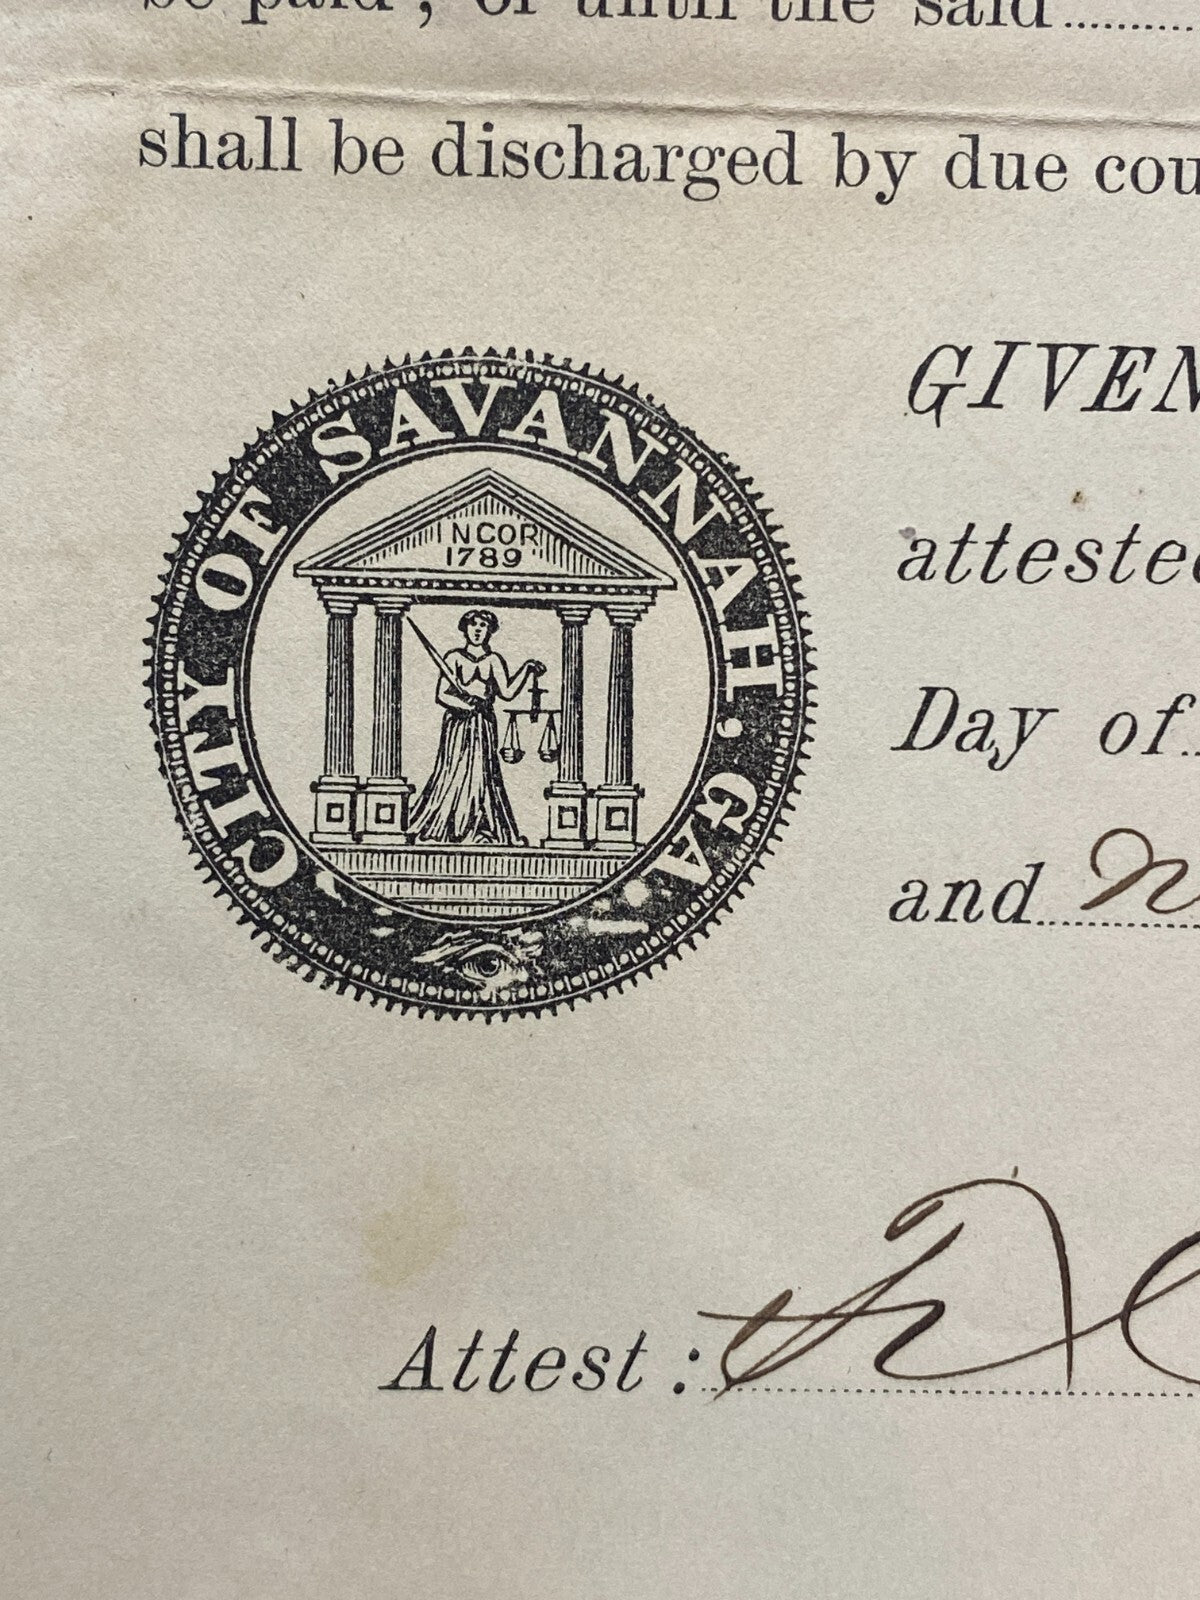 be paid ; or until the said
shall be discharged by due cou
CITY OF SAVANNAH. GA.
INCOR
1789
GIVEN
atteste
Day of
and
Attest :